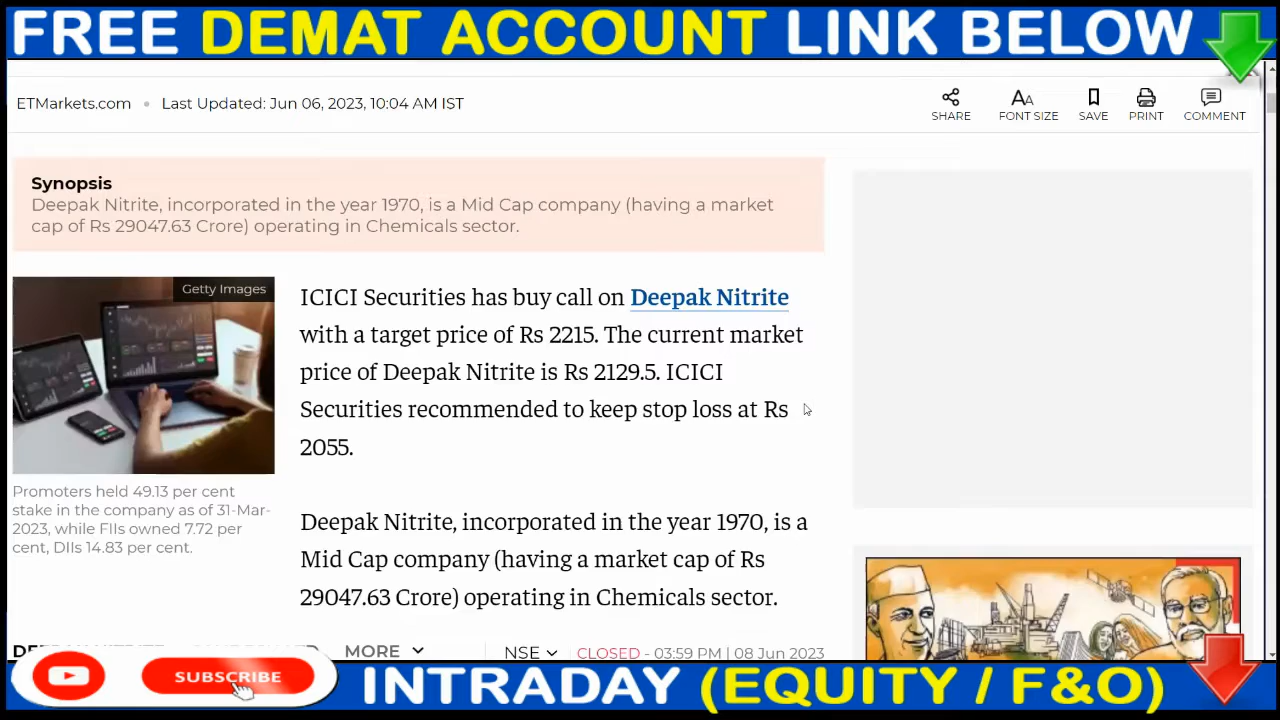 FREE DEMAT ACCOUNT LINK BELOW
ETMarkets.com • Last Updated: Jun 06, 2023, 10:04 AM IST
SHARE
FONT SIZE
SAVE
PRINT
COMMENT
Synopsis
Deepak Nitrite, incorporated in the year 1970, is a Mid Cap company (having a market
cap of Rs 29047.63 Crore) operating in Chemicals sector.
Getty Images
Promoters held 49.13 per cent
stake in the company as of 31-Mar-
2023, while FIIs owned 7.72 per
cent, DIIs 14.83 per cent.
ICICI Securities has buy call on Deepak Nitrite
with a target price of Rs 2215. The current market
price of Deepak Nitrite is Rs 2129.5. ICICI
Securities recommended to keep stop loss at Rs
2055.
Deepak Nitrite, incorporated in the year 1970, is a
Mid Cap company (having a market cap of Rs
29047.63 Crore) operating in Chemicals sector.
MORE
NSE
CLOSED - 03:59 PM | 08 Jun 2023
SUBSCRIBE
INTRADAY (EQUITY / F&O)